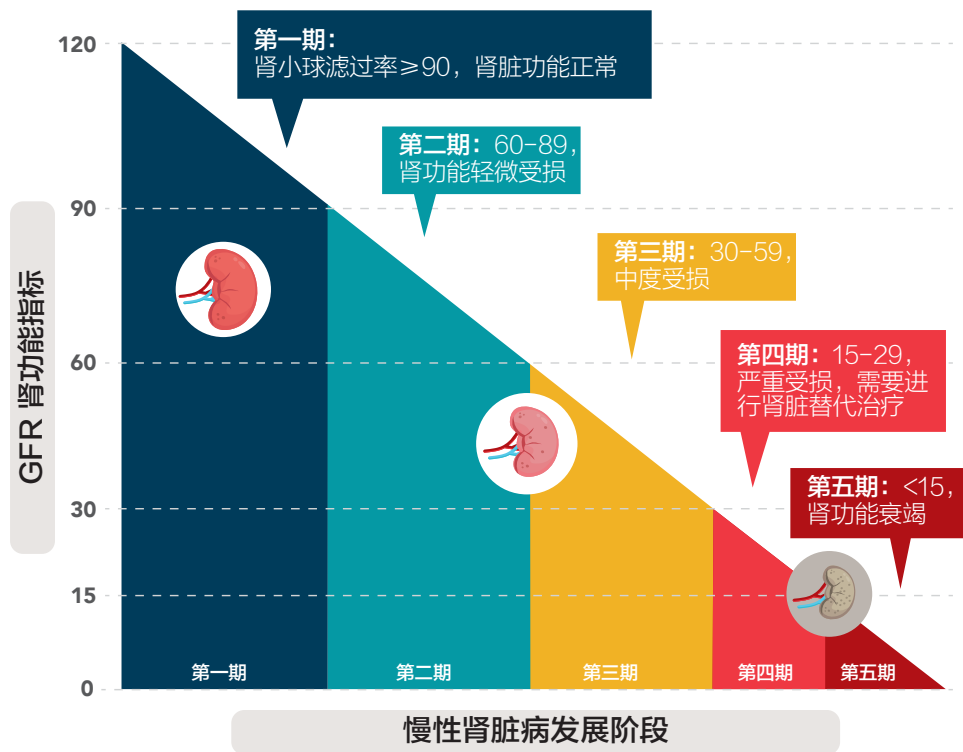 120
90
60
30
15
0
GFR 肾功能指标
第一期：
肾小球滤过率≥90，肾脏功能正常
第二期：60-89，
肾功能轻微受损
第三期：30-59，
中度受损
第四期：15-29，
严重受损，需要进
行肾脏替代治疗
第五期：<15，
肾功能衰竭
第一期
第二期
第三期
第四期
第五期
慢性肾脏病发展阶段